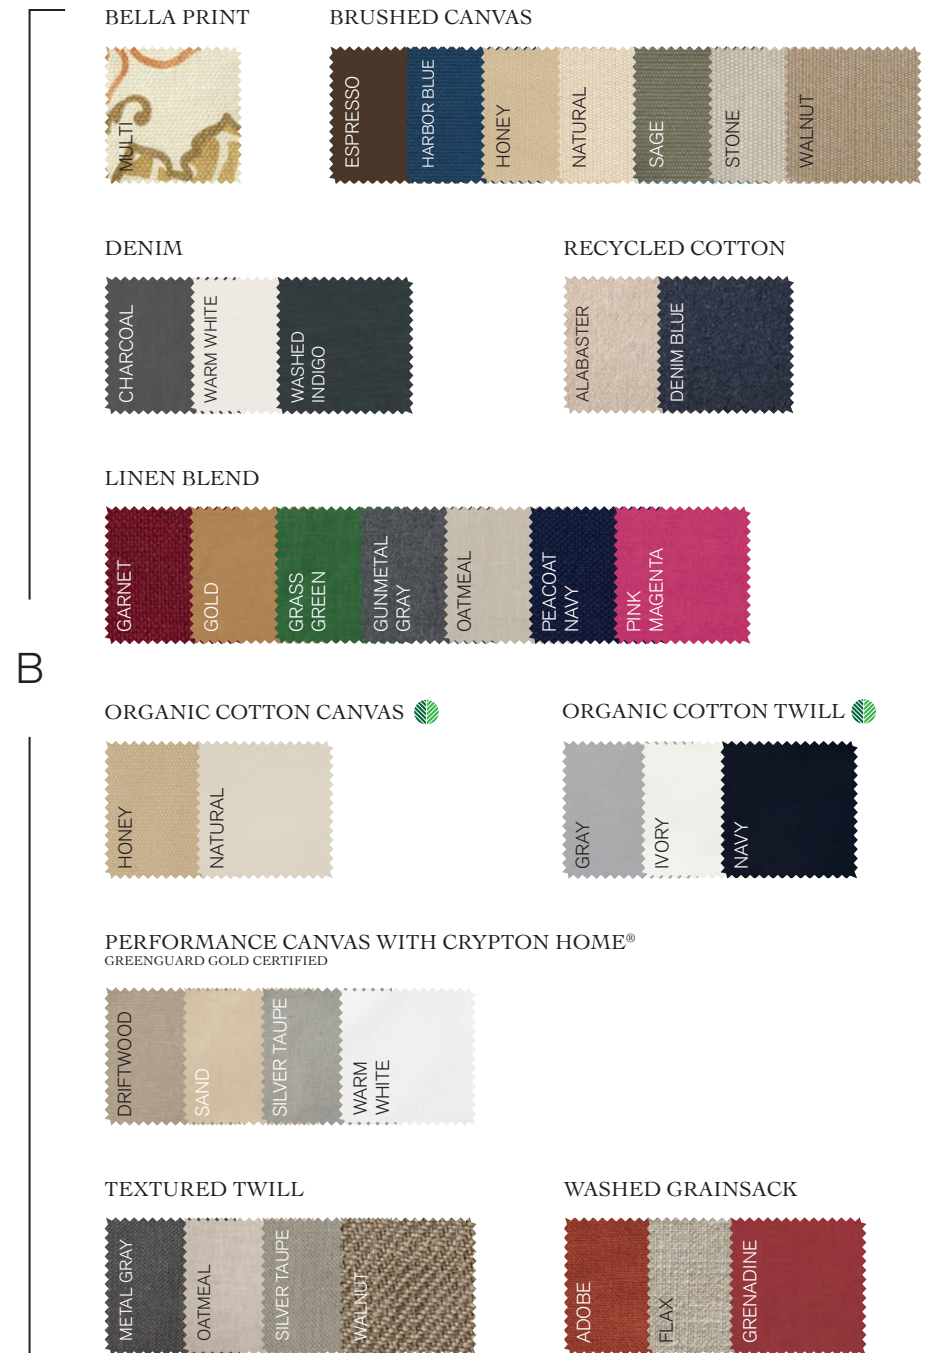 BELLA PRINT
MULTI
BRUSHED CANVAS
ESPRESSO
HARBOR BLUE
HONEY
NATURAL
SAGE
STONE
WALNUT
DENIM
CHARCOAL
WARM WHITE
WASHED
INDIGO
RECYCLED COTTON
ALABASTER
DENIM BLUE
LINEN BLEND
GARNET
GOLD
GRASS
GREEN
GUNMETAL
GRAY
OATMEAL
PEACOAT
NAVY
PINK
MAGENTA
B
ORGANIC COTTON CANVAS
HONEY
NATURAL
ORGANIC COTTON TWILL
GRAY
IVORY
NAVY
PERFORMANCE CANVAS WITH CRYPTON HOME®
GREENGUARD GOLD CERTIFIED
DRIFTWOOD
SAND
SILVER TAUPE
WARM
WHITE
TEXTURED TWILL
METAL GRAY
OATMEAL
SILVER TAUPE
WALNUT
WASHED GRAINSACK
ADOBE
FLAX
GRENADINE